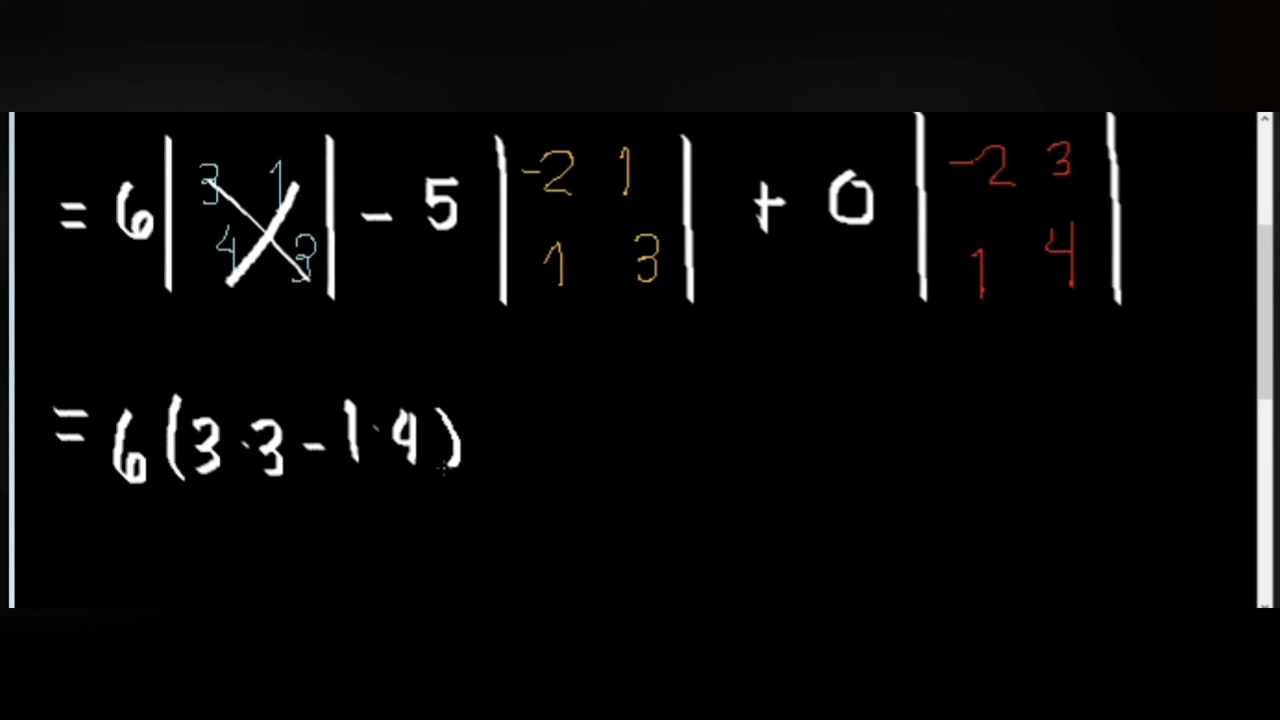 = 6 | 3 1 | - 5 | -2 1 | + 0 | -2 3 |
4 3 1 3 1 4
= 6 (3 · 3 - 1 · 4)